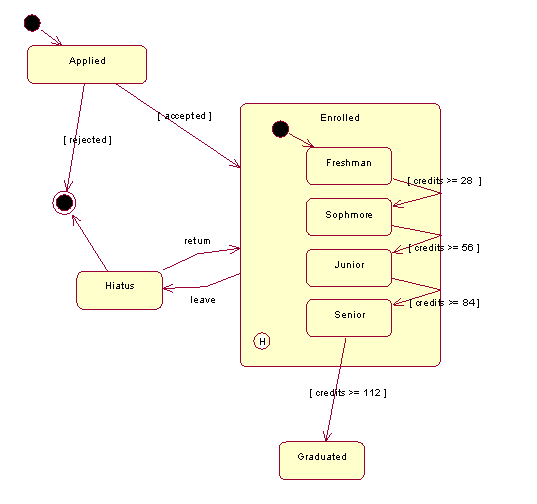 Applied
[ accepted ]
Enrolled
[ rejected ]
Freshman
[ credits >= 28 ]
Sophmore
return
[ credits >= 56 ]
Junior
Hiatus
leave
[ credits >= 84]
Senior
H
[ credits >= 112 ]
Graduated